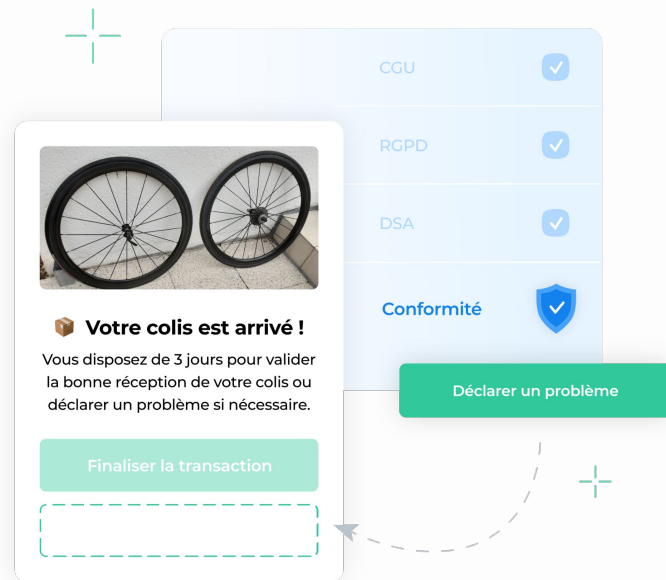 CGU
RGPD
DSA
Conformité
Déclarer un problème
📦 Votre colis est arrivé !
Vous disposez de 3 jours pour valider
la bonne réception de votre colis ou
déclarer un problème si nécessaire.
Finaliser la transaction